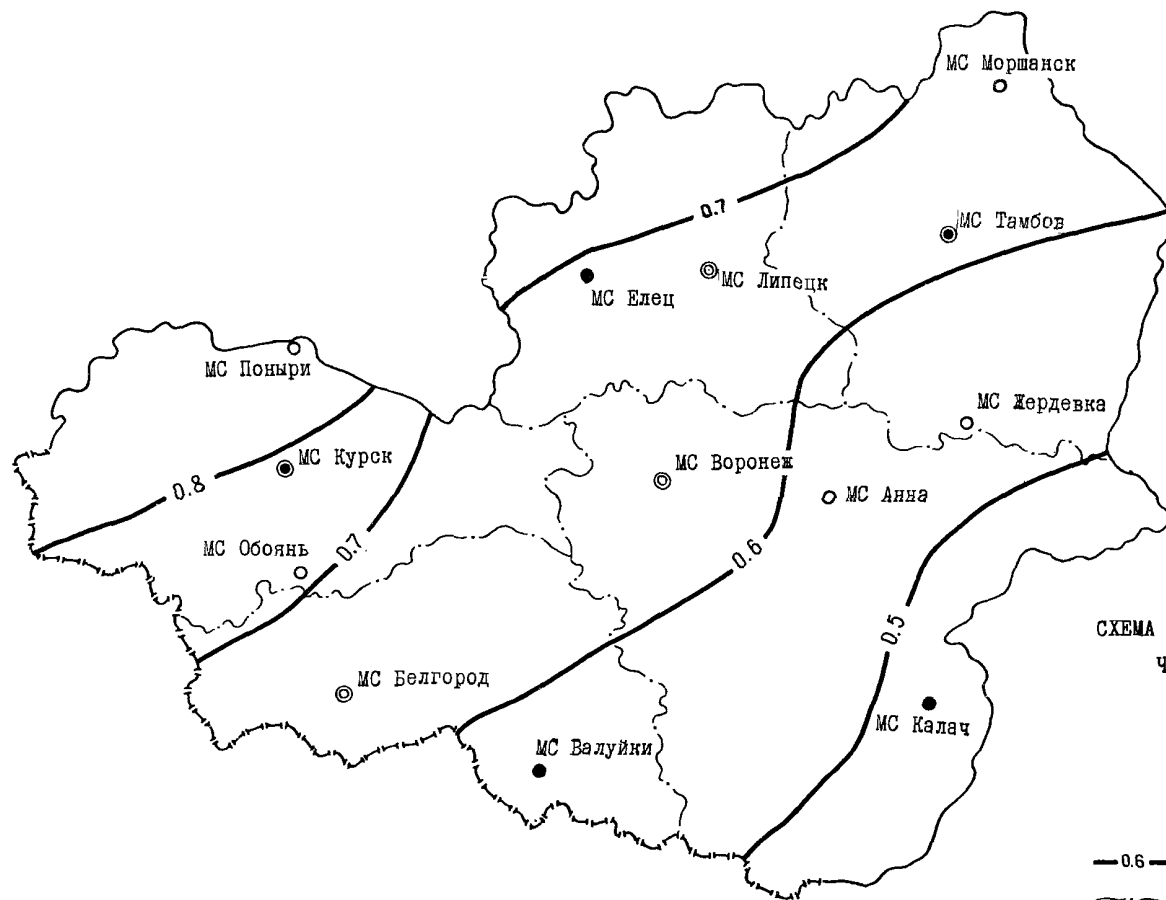 МС Моршанск
0.7
МС Тамбов
МС Липецк
МС Елец
МС Поныри
МС Жердевка
МС Курск
МС Воронеж
0.8
МС Анна
0.7
МС Обоянь
0.6
0.5
СХЕМА
Ч
МС Белгород
МС Калач
МС Валуйки
0.6